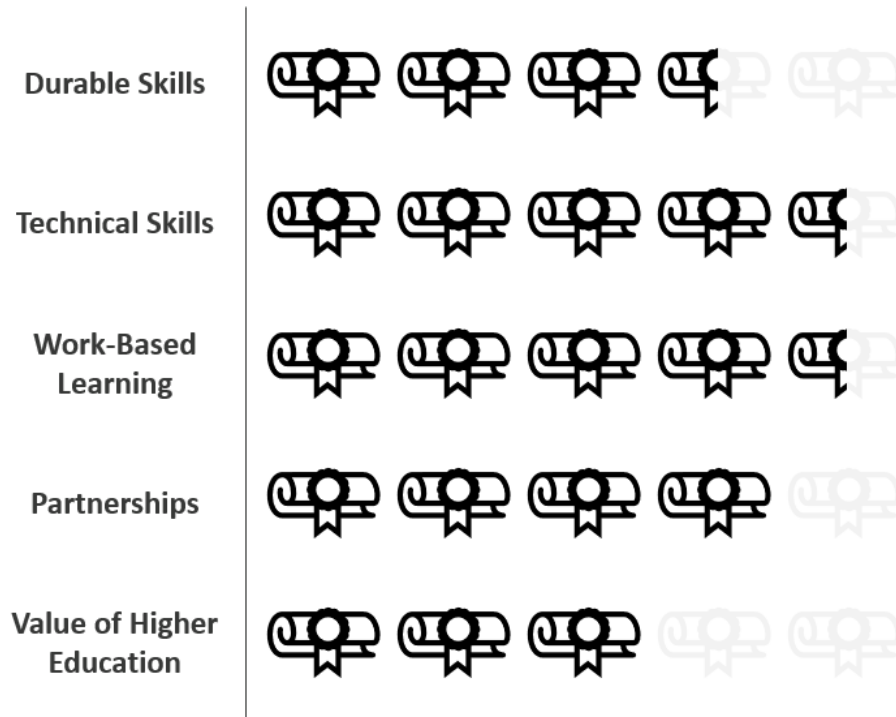 Durable Skills
Technical Skills
Work-Based
Learning
Partnerships
Value of Higher
Education